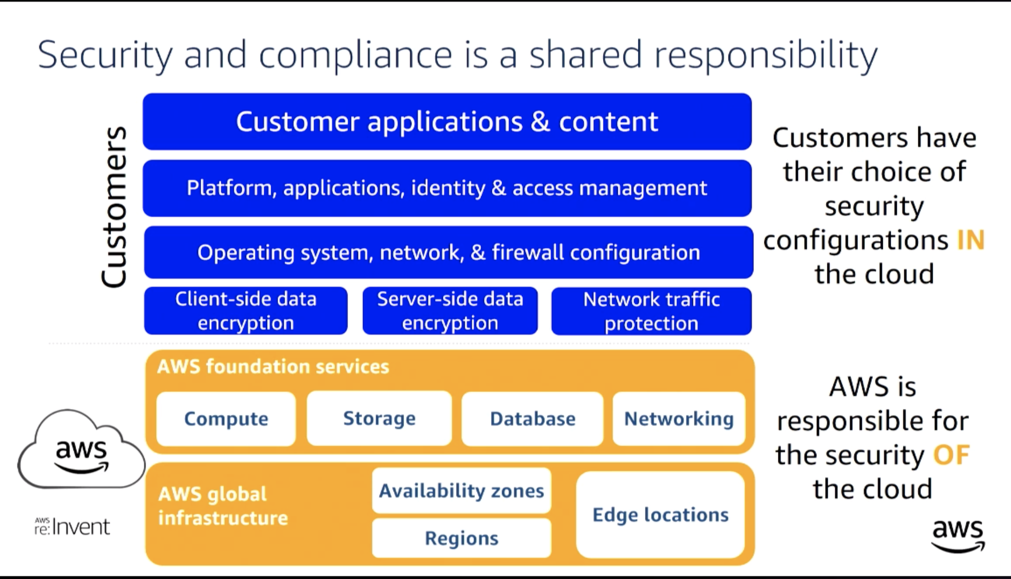 Security and compliance is a shared responsibility
Customers
Customer applications & content
Platform, applications, identity & access management
Operating system, network, & firewall configuration
Client-side data
encryption
Server-side data
encryption
Network traffic
protection
Customers have
their choice of
security
configurations IN
the cloud
AWS foundation services
Compute
Storage
Database
Networking
AWS global
infrastructure
Availability zones
Regions
Edge locations
AWS is
responsible for
the security OF
the cloud
aws
AWS
re:Invent
aws